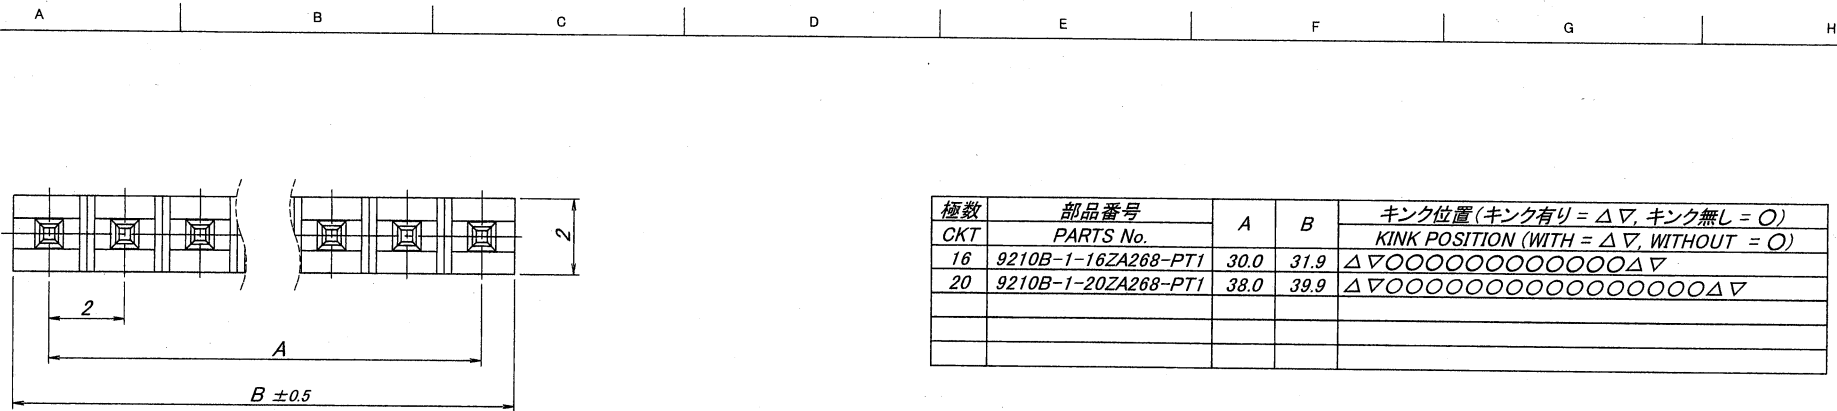 A B C D E F G H
極数 部品番号 A B キンク位置(キンク有り = △▽, キンク無し = ○)
CKT PARTS No. KINK POSITION (WITH = △▽, WITHOUT = ○)
16 9210B-1-16ZA268-PT1 30.0 31.9 △▽○○○○○○○○○○○○△▽
20 9210B-1-20ZA268-PT1 38.0 39.9 △▽○○○○○○○○○○○○○○○○△▽
2
2
A
B ±0.5